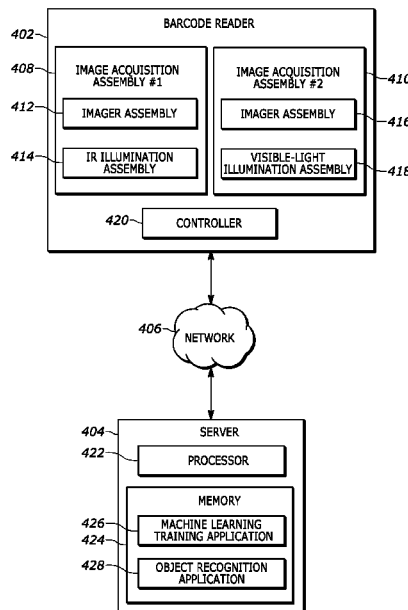 BARCODE READER
402
408
IMAGE ACQUISITION
ASSEMBLY #1
IMAGE ACQUISITION
ASSEMBLY #2
410
412
IMAGER ASSEMBLY
IMAGER ASSEMBLY
416
414
IR ILLUMINATION
ASSEMBLY
VISIBLE-LIGHT
ILLUMINATION ASSEMBLY
418
420
CONTROLLER
406
NETWORK
404
SERVER
422
PROCESSOR
MEMORY
426
MACHINE LEARNING
TRAINING APPLICATION
424
428
OBJECT RECOGNITION
APPLICATION